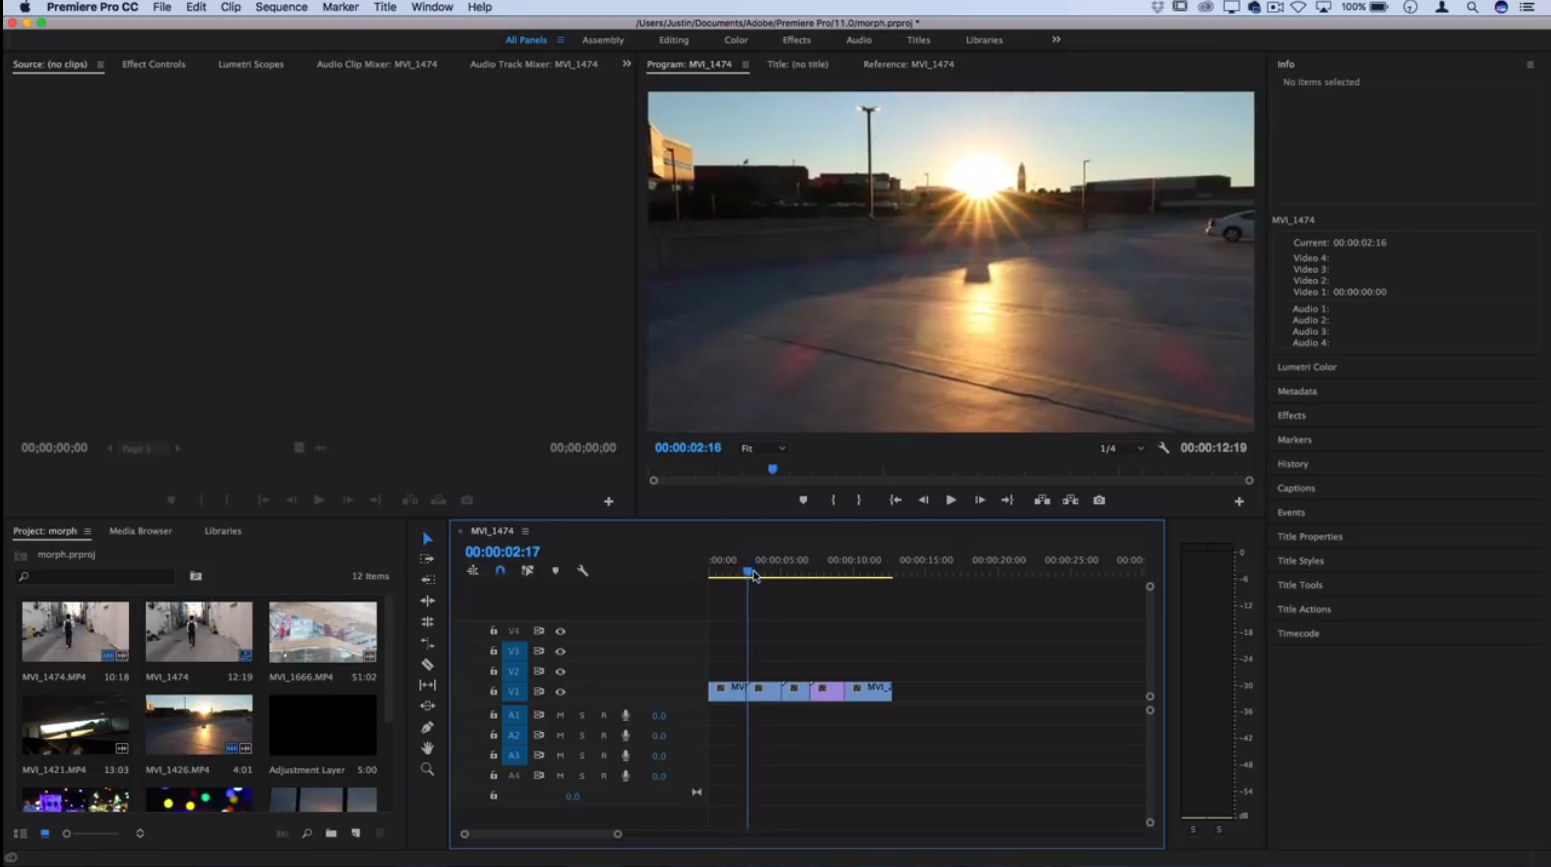 Premiere Pro CC File Edit Clip Sequence Marker Title Window Help 100%
/Users/Justin/Documents/Adobe/Premiere Pro/11.0/morph.prproj *
All Panels Assembly Editing Color Effects Audio Titles Libraries
Source: (no clips) Effect Controls Lumetri Scopes Audio Clip Mixer: MVI_1474 Audio Track Mixer: MVI_1474
Program: MVI_1474 Title: (no title) Reference: MVI_1474
Info
No items selected
MVI_1474
Current: 00:00:02:16
Video 4:
Video 3:
Video 2:
Video 1: 00:00:00:00
Audio 1:
Audio 2:
Audio 3:
Audio 4:
Lumetri Color
Metadata
Effects
Markers
History
Captions
Events
Title Properties
Title Styles
Title Tools
Title Actions
Timecode
00;00;00;00 Page 1 00;00;00;00
00:00:02:16 Fit 1/4 00:00:12:19
Project: morph Media Browser Libraries
morph.prproj
12 Items
MVI_1474.MP4 10:18 MVI_1474 12:19 MVI_1666.MP4 51:02
MVI_1421.MP4 13:03 MVI_1426.MP4 4:01 Adjustment Layer 5:00
MVI_1474
00:00:02:17
:00:00 00:00:05:00 00:00:10:00 00:00:15:00 00:00:20:00 00:00:25:00 00:00:
V4
V3
V2
V1 MV MVI_2
A1 M S R 0.0
A2 M S R 0.0
A3 M S R 0.0
A4 M S R 0.0
0.0
0
-6
-12
-18
-24
-30
-36
-42
-48
-54
dB
S S